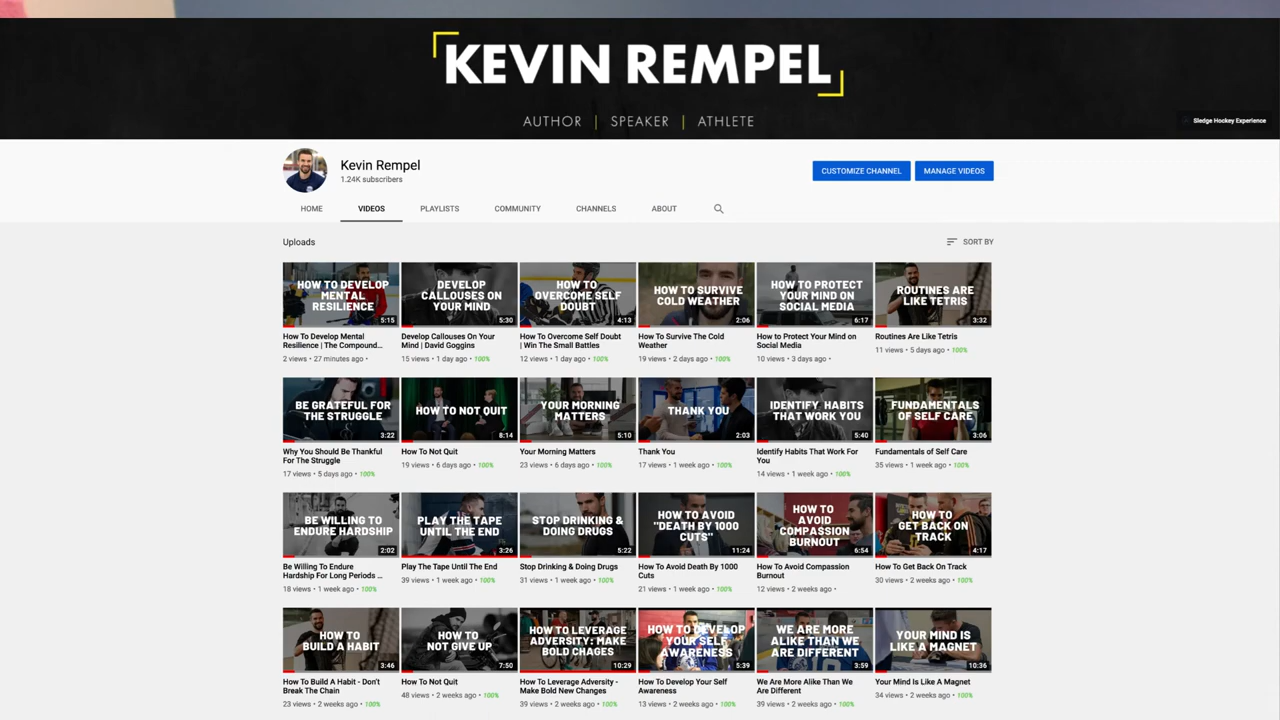 KEVIN REMPEL
AUTHOR | SPEAKER | ATHLETE
Sledge Hockey Experience
Kevin Rempel
1.24K subscribers
CUSTOMIZE CHANNEL
MANAGE VIDEOS
HOME VIDEOS PLAYLISTS COMMUNITY CHANNELS ABOUT
Uploads
SORT BY
HOW TO DEVELOP
MENTAL
RESILIENCE
5:15
How To Develop Mental
Resilience | The Compound...
2 views • 27 minutes ago •
DEVELOP
CALLOUSES ON
YOUR MIND
5:30
Develop Callouses On Your
Mind | David Goggins
15 views • 1 day ago • 100%
HOW TO
OVERCOME SELF
DOUBT
4:13
How To Overcome Self Doubt
| Win The Small Battles
12 views • 1 day ago • 100%
HOW TO SURVIVE
COLD WEATHER
2:06
How To Survive The Cold
Weather
19 views • 2 days ago • 100%
HOW TO PROTECT
YOUR MIND ON
SOCIAL MEDIA
6:17
How to Protect Your Mind on
Social Media
10 views • 3 days ago •
ROUTINES ARE
LIKE TETRIS
3:32
Routines Are Like Tetris
11 views • 5 days ago • 100%
BE GRATEFUL FOR
THE STRUGGLE
3:22
Why You Should Be Thankful
For The Struggle
17 views • 5 days ago • 100%
HOW TO NOT QUIT
8:14
How To Not Quit
19 views • 6 days ago • 100%
YOUR MORNING
MATTERS
5:10
Your Morning Matters
23 views • 6 days ago • 100%
THANK YOU
2:03
Thank You
17 views • 1 week ago • 100%
IDENTIFY HABITS
THAT WORK YOU
5:40
Identify Habits That Work For
You
14 views • 1 week ago • 100%
FUNDAMENTALS
OF SELF CARE
3:06
Fundamentals of Self Care
35 views • 1 week ago • 100%
BE WILLING TO
ENDURE HARDSHIP
2:02
Be Willing To Endure
Hardship For Long Periods ...
18 views • 1 week ago • 100%
PLAY THE TAPE
UNTIL THE END
3:26
Play The Tape Until The End
39 views • 1 week ago • 100%
STOP DRINKING &
DOING DRUGS
5:22
Stop Drinking & Doing Drugs
31 views • 1 week ago • 100%
HOW TO AVOID
"DEATH BY 1000
CUTS"
11:24
How To Avoid Death By 1000
Cuts
21 views • 1 week ago • 100%
HOW TO
AVOID
COMPASSION
BURNOUT
6:54
How To Avoid Compassion
Burnout
12 views • 2 weeks ago •
HOW TO
GET BACK ON
TRACK
4:17
How To Get Back On Track
30 views • 2 weeks ago • 100%
HOW TO
BUILD A HABIT
3:46
How To Build A Habit - Don't
Break The Chain
23 views • 2 weeks ago • 100%
HOW TO
NOT GIVE UP
7:50
How To Not Quit
48 views • 2 weeks ago • 100%
HOW TO LEVERAGE
ADVERSITY: MAKE
BOLD CHAGES
10:29
How To Leverage Adversity -
Make Bold New Changes
39 views • 2 weeks ago • 100%
HOW TO DEVELOP
YOUR SELF
AWARENESS
5:39
How To Develop Your Self
Awareness
13 views • 2 weeks ago • 100%
WE ARE MORE
ALIKE THAN WE
ARE DIFFERENT
3:59
We Are More Alike Than We
Are Different
39 views • 2 weeks ago • 100%
YOUR MIND IS
LIKE A MAGNET
10:36
Your Mind Is Like A Magnet
34 views • 2 weeks ago • 100%